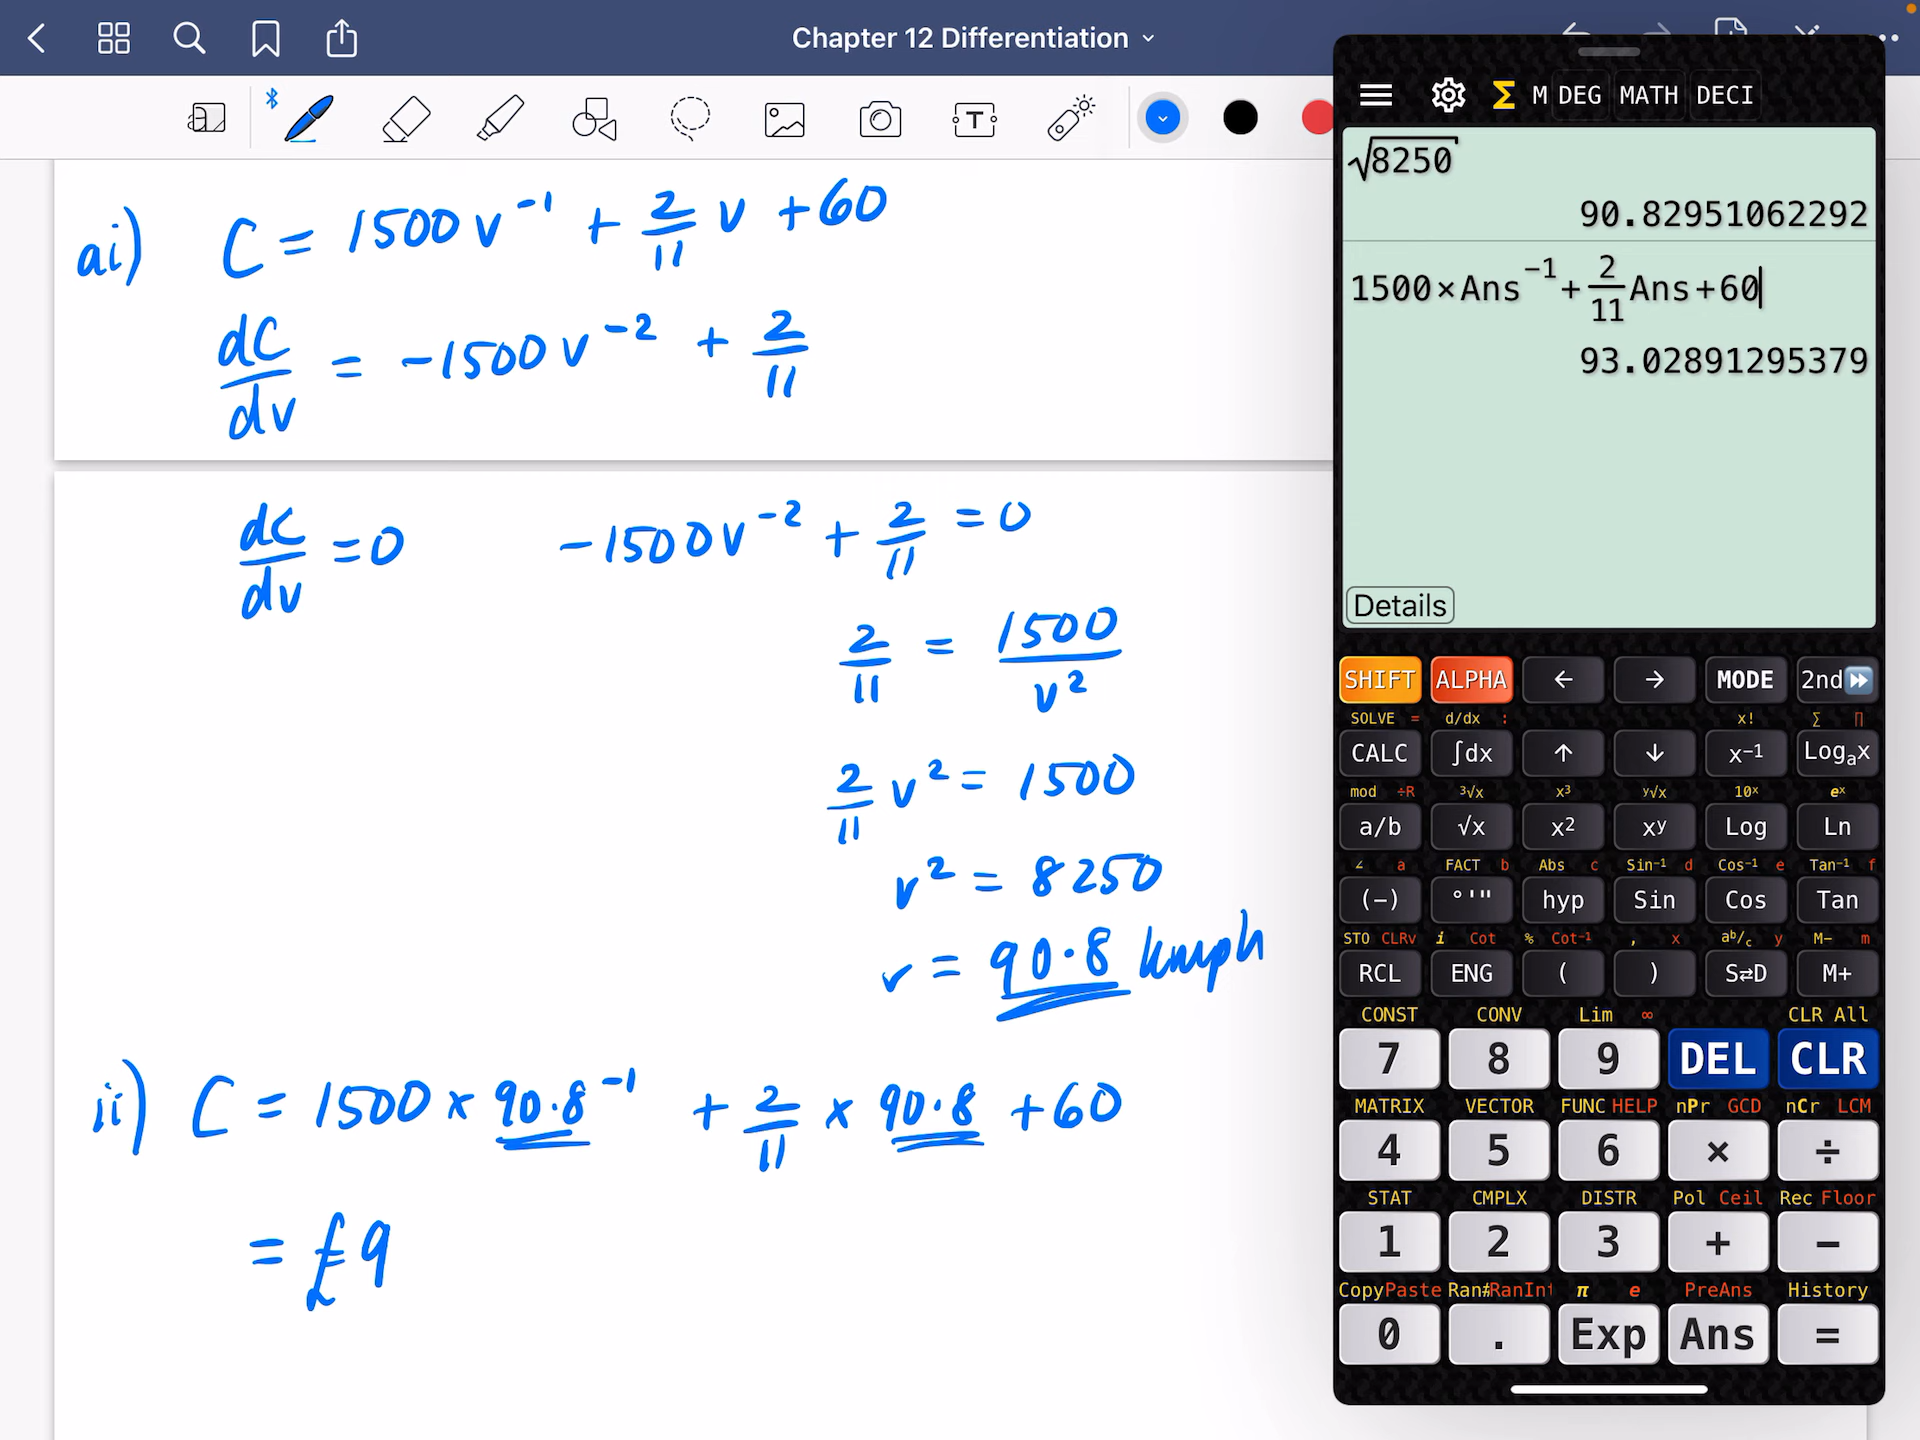 Chapter 12 Differentiation
ai) C = 1500v⁻¹ + 2/11 v + 60
dC/dv = -1500v⁻² + 2/11
dC/dv = 0 -1500v⁻² + 2/11 = 0
2/11 = 1500/v²
2/11 v² = 1500
v² = 8250
v = 90.8 kmph
ii) C = 1500 × 90.8⁻¹ + 2/11 × 90.8 + 60
= £9
Σ M DEG MATH DECI
√8250
90.82951062292
1500×Ans⁻¹+2/11Ans+60
93.02891295379
Details
SHIFT ALPHA ← → MODE 2nd
SOLVE = d/dx : x! ∑ ∏
CALC ∫dx ↑ ↓ x⁻¹ Logₐx
mod ÷R ³√x x³ ʸ√x 10ˣ eˣ
a/b √x x² xʸ Log Ln
∠ a FACT b Abs c Sin⁻¹ d Cos⁻¹ e Tan⁻¹ f
(−) °'" hyp Sin Cos Tan
STO CLRv i Cot % Cot⁻¹ , x aᵇ/c y M− m
RCL ENG ( ) S⇄D M+
CONST CONV Lim ∞ CLR All
7 8 9 DEL CLR
MATRIX VECTOR FUNC HELP nPr GCD nCr LCM
4 5 6 × ÷
STAT CMPLX DISTR Pol Ceil Rec Floor
1 2 3 + −
Copy Paste Ran# RanInt π e PreAns History
0 . Exp Ans =